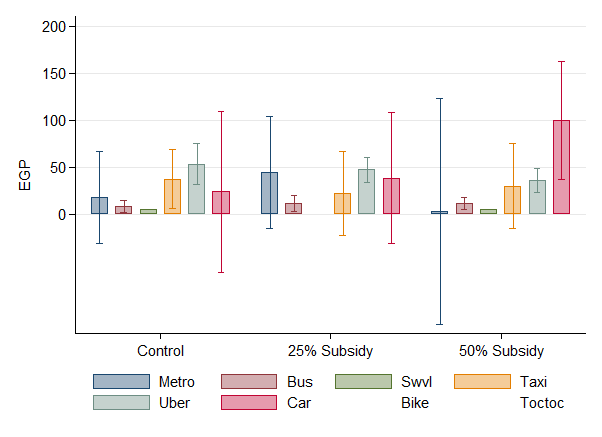 200
150
100
50
0
EGP
Control 25% Subsidy 50% Subsidy
Metro Bus Swvl Taxi
Uber Car Bike Toctoc